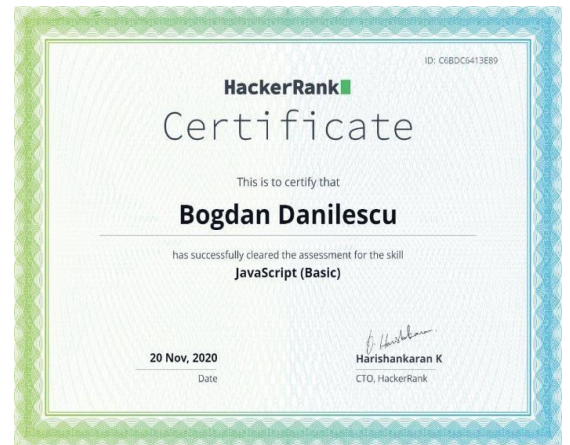 ID: C6BDC6413E89
HackerRank
Certificate
This is to certify that
Bogdan Danilescu
has successfully cleared the assessment for the skill
JavaScript (Basic)
20 Nov, 2020
Date
Harishankaran K
CTO, HackerRank